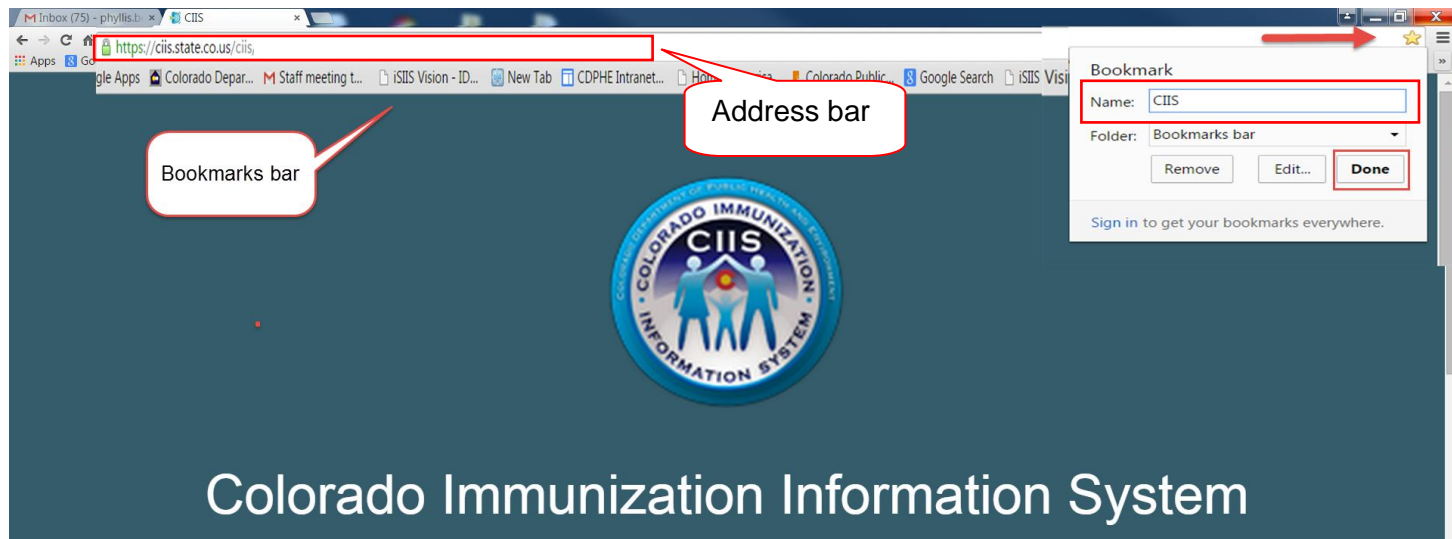 Inbox (75) - phyllis.b
CIIS
https://ciis.state.co.us/ciis/
Apps
gle Apps Colorado Depar... Staff meeting t... iSIIS Vision - ID... New Tab CDPHE Intranet... Colorado Public... Google Search iSIIS Visi
Address bar
Bookmarks bar
Bookmark
Name: CIIS
Folder: Bookmarks bar
Remove Edit... Done
Sign in to get your bookmarks everywhere.
COLORADO DEPARTMENT OF PUBLIC HEALTH AND ENVIRONMENT
COLORADO IMMUNIZATION
CIIS
INFORMATION SYSTEM
Colorado Immunization Information System